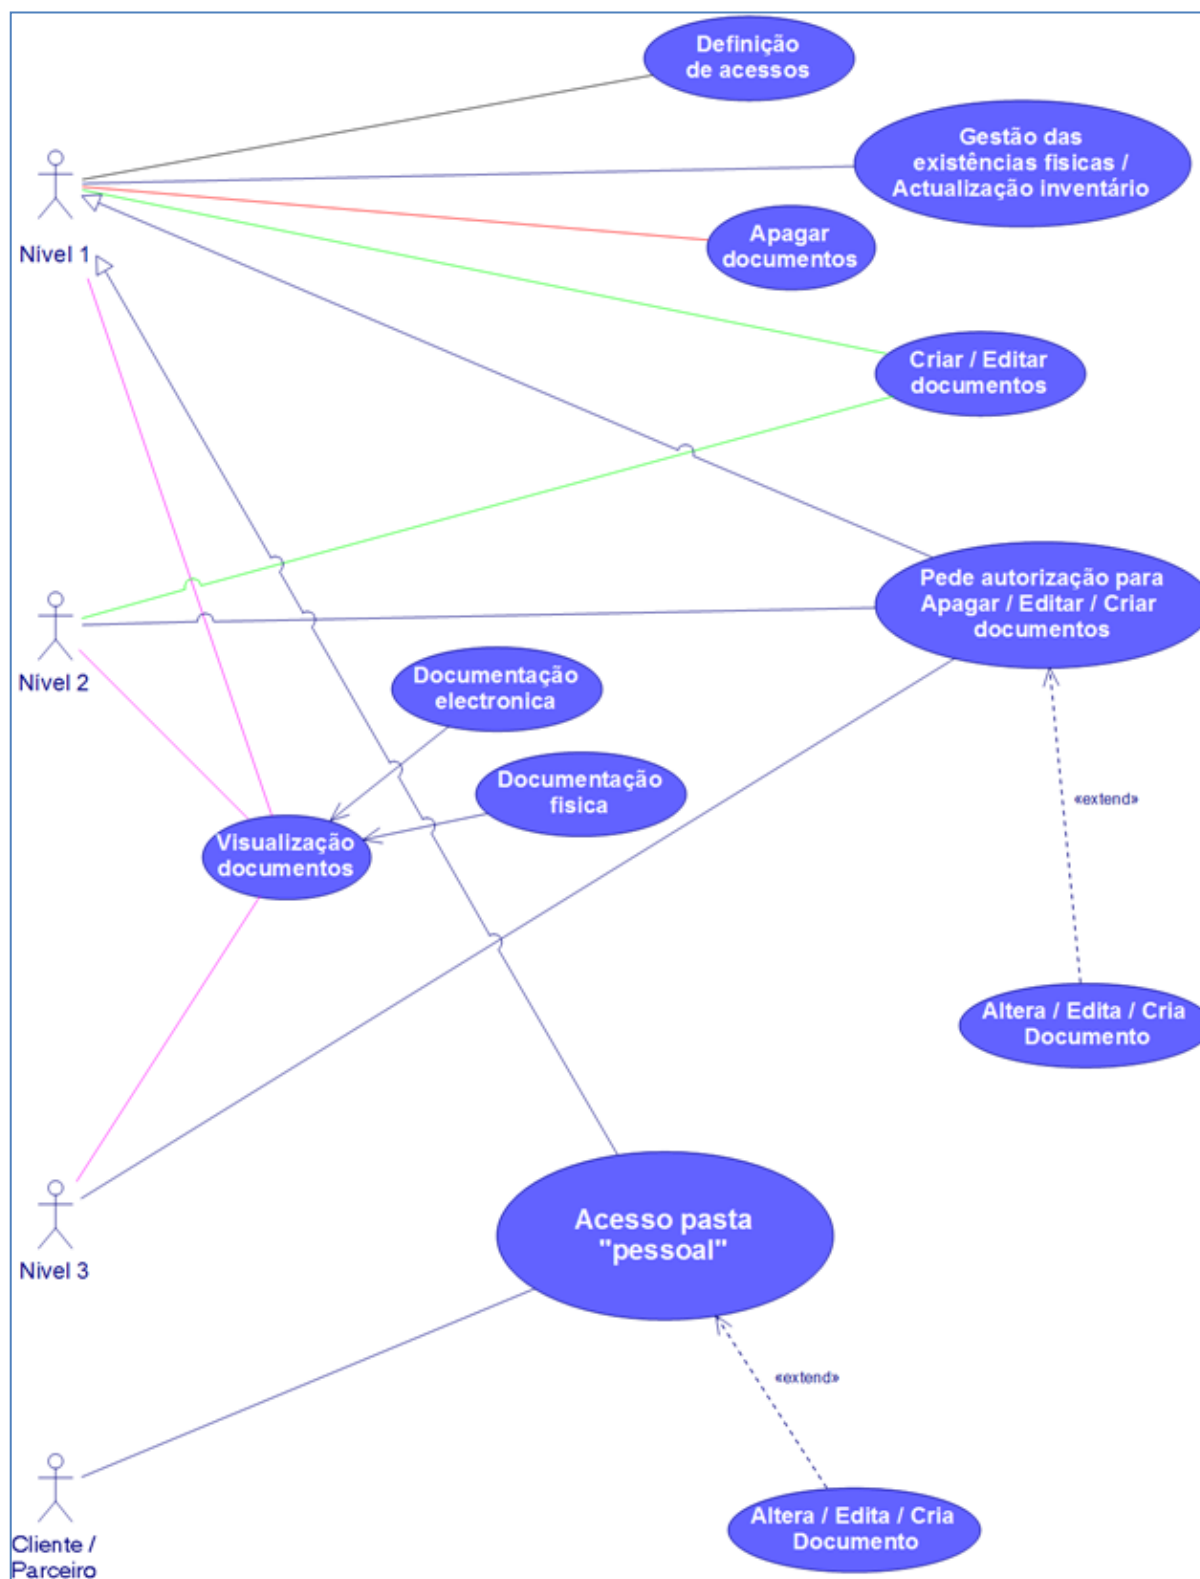 Definição
de acessos
Gestão das
existências fisicas /
Actualização inventário
Nível 1
Apagar
documentos
Criar / Editar
documentos
Pede autorização para
Apagar / Editar / Criar
documentos
Nível 2
Documentação
electronica
Documentação
fisica
«extend»
Visualização
documentos
Altera / Edita / Cria
Documento
Nível 3
Acesso pasta
"pessoal"
«extend»
Altera / Edita / Cria
Documento
Cliente /
Parceiro